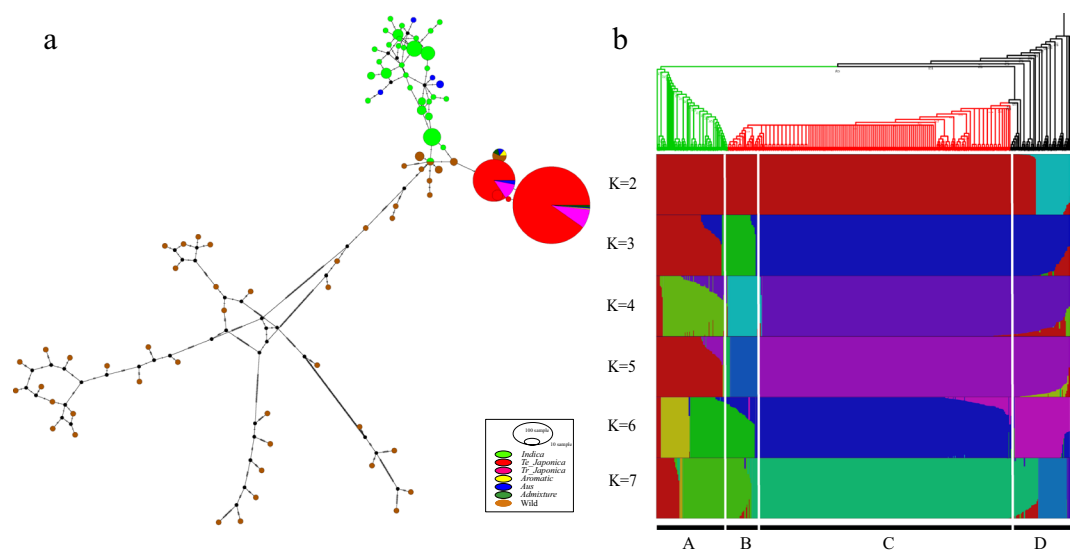 a
b
100 sample
10 sample
Indica
Te_Japonica
Tr_Japonica
Aromatic
Aus
Admixture
Wild
K=2
K=3
K=4
K=5
K=6
K=7
A B C D